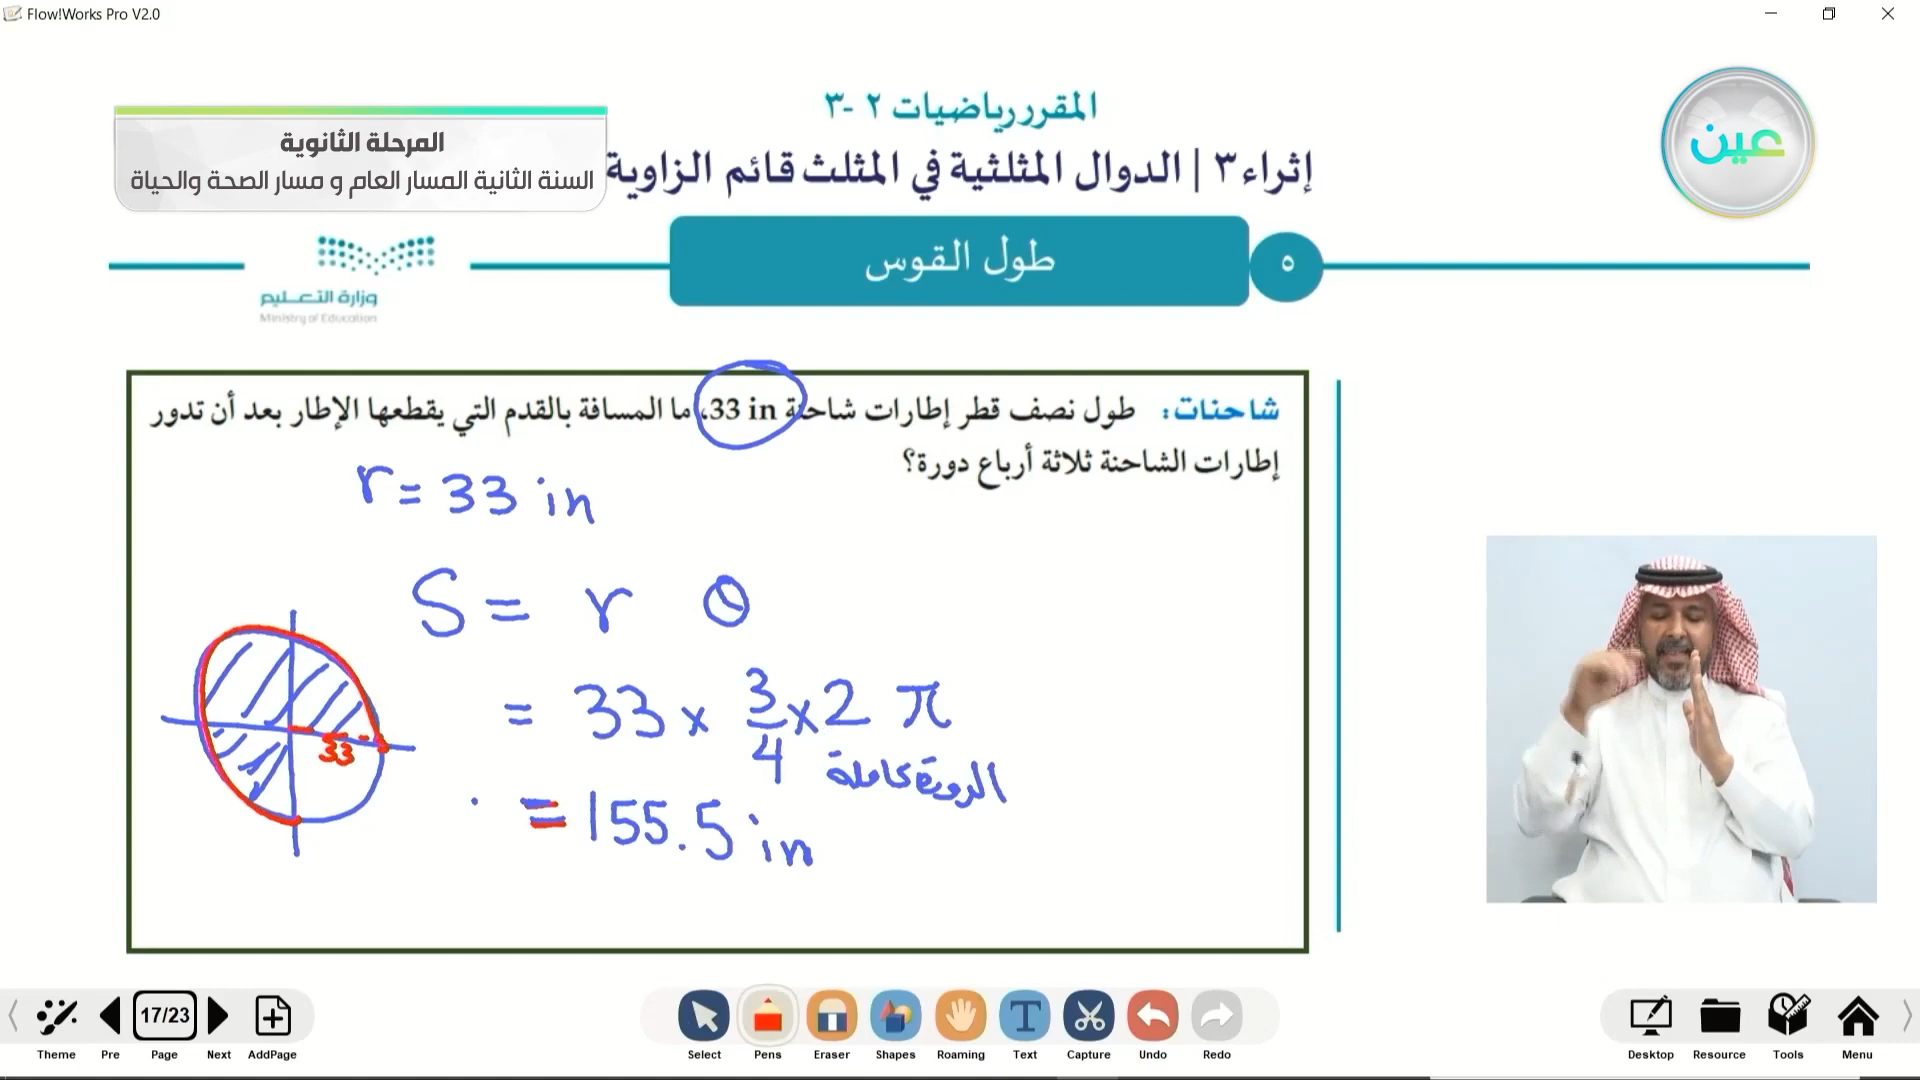 Flow!Works Pro V2.0
المقرر رياضيات ٢ -٣
عين
المرحلة الثانوية
السنة الثانية المسار العام و مسار الصحة والحياة
إثراء ٣ | الدوال المثلثية في المثلث قائم الزاوية
٥
طول القوس
وزارة التعليم
Ministry of Education
شاحنات: طول نصف قطر إطارات شاحنة 33 in، ما المسافة بالقدم التي يقطعها الإطار بعد أن تدور
إطارات الشاحنة ثلاثة أرباع دورة؟
r = 33 in
S = r θ
= 33 × 3/4 × 2 π
الدورة كاملة
33
= 155.5 in
17/23
Theme
Pre
Page
Next
AddPage
Select
Pens
Eraser
Shapes
Roaming
Text
Capture
Undo
Redo
Desktop
Resource
Tools
Menu